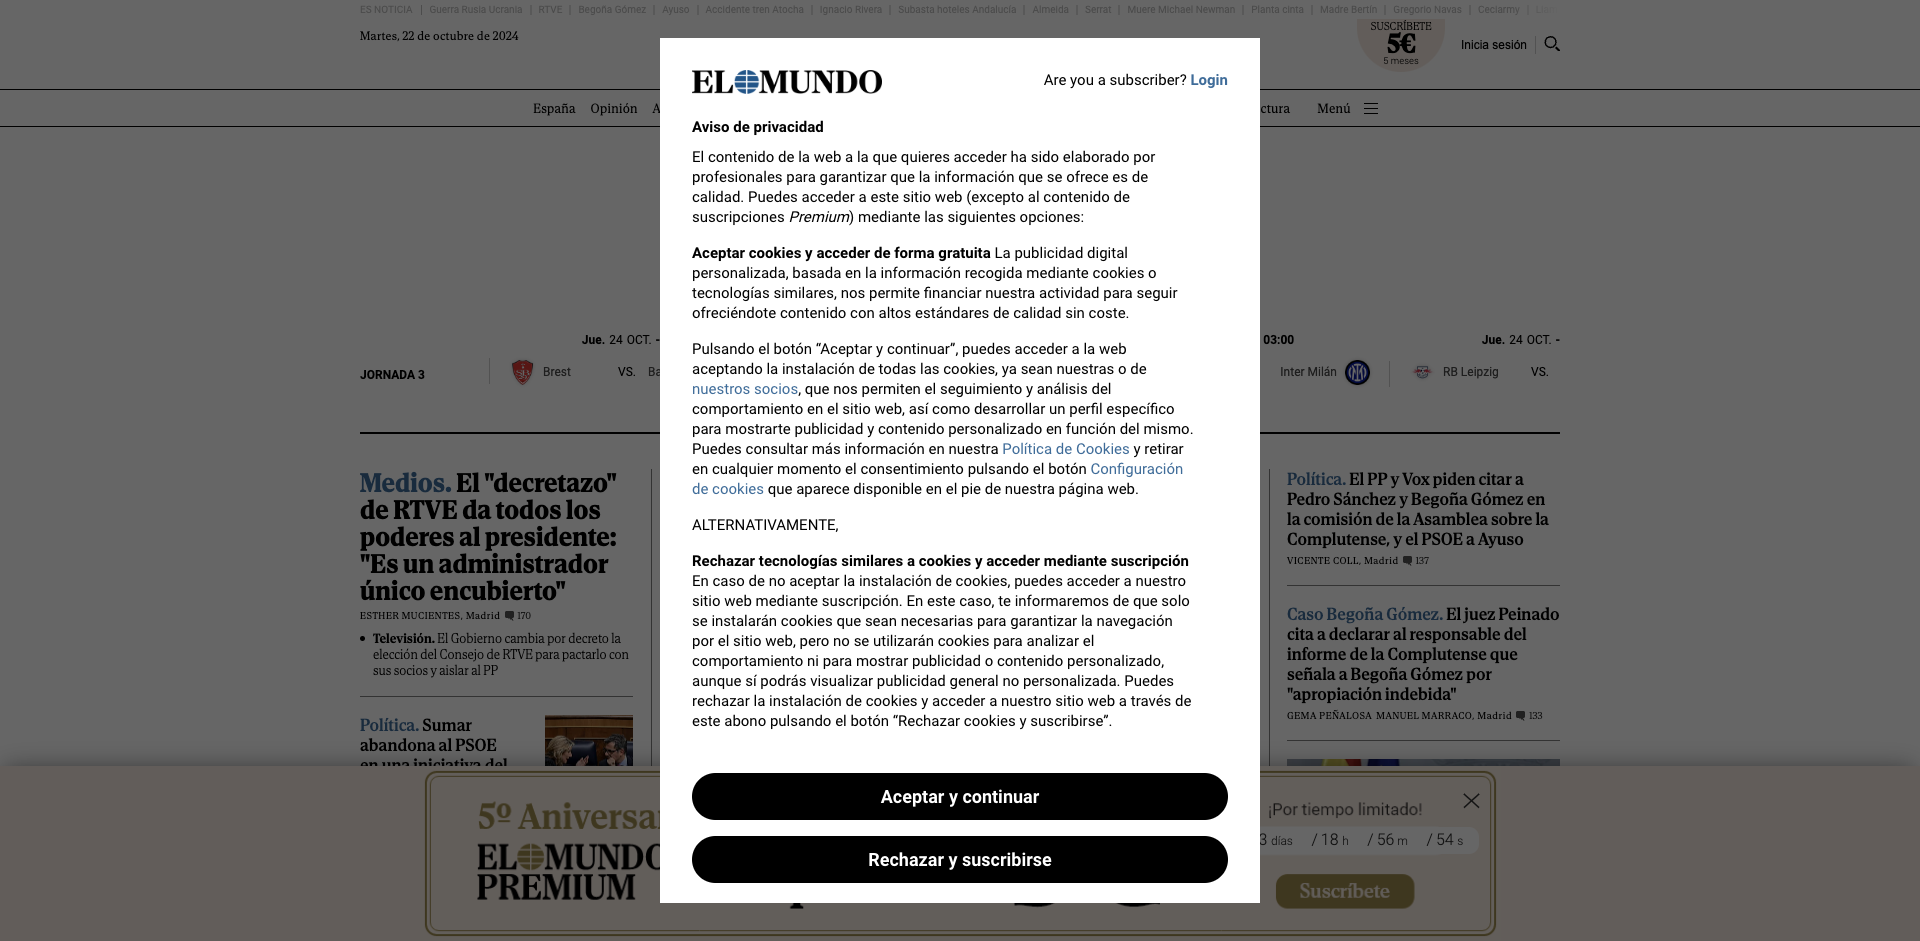 ES NOTICIA | Guerra Rusia Ucrania | RTVE | Begoña Gómez | Ayuso | Accidente tren Atocha | Ignacio Rivera | Subasta hoteles Andalucía | Almeida | Serrat | Muere Michael Newman | Planta cinta | Madre Bertín | Gregorio Navas | Ceciarmy |
Martes, 22 de octubre de 2024
SUSCRÍBETE
5€
5 meses
Inicia sesión
España Opinión
Menú
EL MUNDO
Are you a subscriber? Login
Aviso de privacidad
El contenido de la web a la que quieres acceder ha sido elaborado por
profesionales para garantizar que la información que se ofrece es de
calidad. Puedes acceder a este sitio web (excepto al contenido de
suscripciones Premium) mediante las siguientes opciones:
Aceptar cookies y acceder de forma gratuita La publicidad digital
personalizada, basada en la información recogida mediante cookies o
tecnologías similares, nos permite financiar nuestra actividad para seguir
ofreciéndote contenido con altos estándares de calidad sin coste.
Pulsando el botón “Aceptar y continuar”, puedes acceder a la web
aceptando la instalación de todas las cookies, ya sean nuestras o de
nuestros socios, que nos permiten el seguimiento y análisis del
comportamiento en el sitio web, así como desarrollar un perfil específico
para mostrarte publicidad y contenido personalizado en función del mismo.
Puedes consultar más información en nuestra Política de Cookies y retirar
en cualquier momento el consentimiento pulsando el botón Configuración
de cookies que aparece disponible en el pie de nuestra página web.
ALTERNATIVAMENTE,
Rechazar tecnologías similares a cookies y acceder mediante suscripción
En caso de no aceptar la instalación de cookies, puedes acceder a nuestro
sitio web mediante suscripción. En este caso, te informaremos de que solo
se instalarán cookies que sean necesarias para garantizar la navegación
por el sitio web, pero no se utilizarán cookies para analizar el
comportamiento ni para mostrar publicidad o contenido personalizado,
aunque sí podrás visualizar publicidad general no personalizada. Puedes
rechazar la instalación de cookies y acceder a nuestro sitio web a través de
este abono pulsando el botón “Rechazar cookies y suscribirse”.
Aceptar y continuar
Rechazar y suscribirse
JORNADA 3
Jue. 24 OCT. -
Brest VS. Ba
03:00
Inter Milán
Jue. 24 OCT. -
RB Leipzig VS.
Medios. El "decretazo"
de RTVE da todos los
poderes al presidente:
"Es un administrador
único encubierto"
ESTHER MUCIENTES, Madrid 170
Televisión. El Gobierno cambia por decreto la
elección del Consejo de RTVE para pactarlo con
sus socios y aislar al PP
Política. Sumar
abandona al PSOE
en una iniciativa del
Política. El PP y Vox piden citar a
Pedro Sánchez y Begoña Gómez en
la comisión de la Asamblea sobre la
Complutense, y el PSOE a Ayuso
VICENTE COLL, Madrid 137
Caso Begoña Gómez. El juez Peinado
cita a declarar al responsable del
informe de la Complutense que
señala a Begoña Gómez por
"apropiación indebida"
GEMA PEÑALOSA MANUEL MARRACO, Madrid 133
5º Aniversa
EL MUNDO
PREMIUM
¡Por tiempo limitado!
3 días / 18 h / 56 m / 54 s
Suscríbete